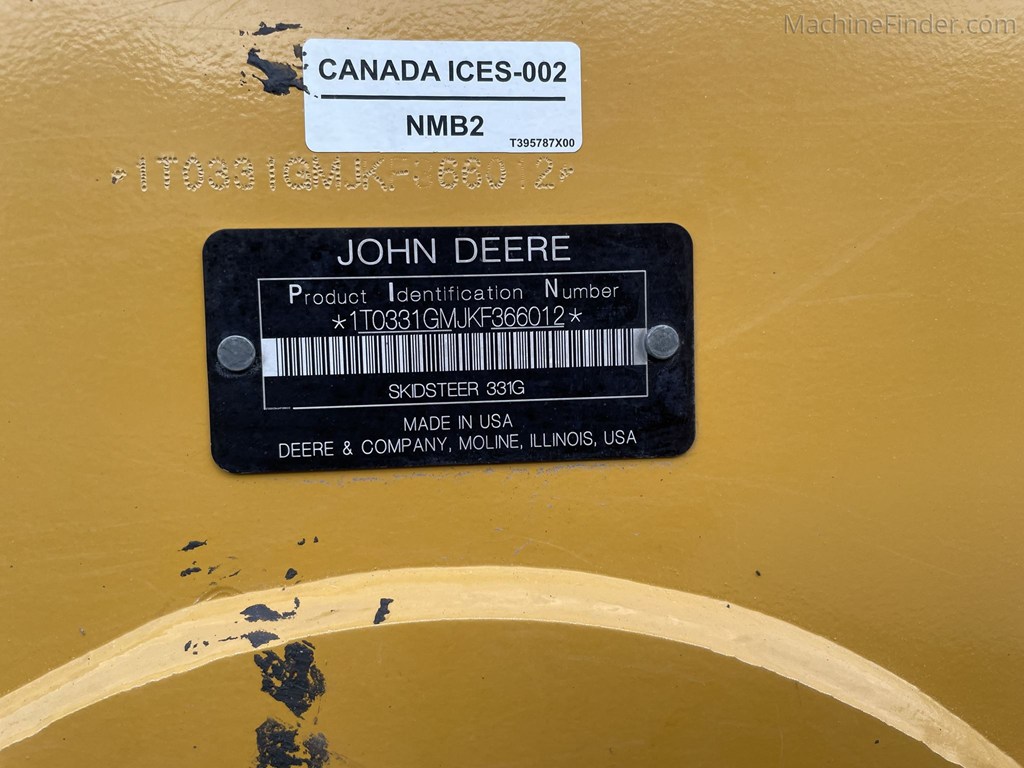 MachineFinder.com
CANADA ICES-002
NMB2
T395787X00
*1T0331GMJKF366012*
JOHN DEERE
Product Identification Number
*1T0331GMJKF366012*
SKIDSTEER 331G
MADE IN USA
DEERE & COMPANY, MOLINE, ILLINOIS, USA